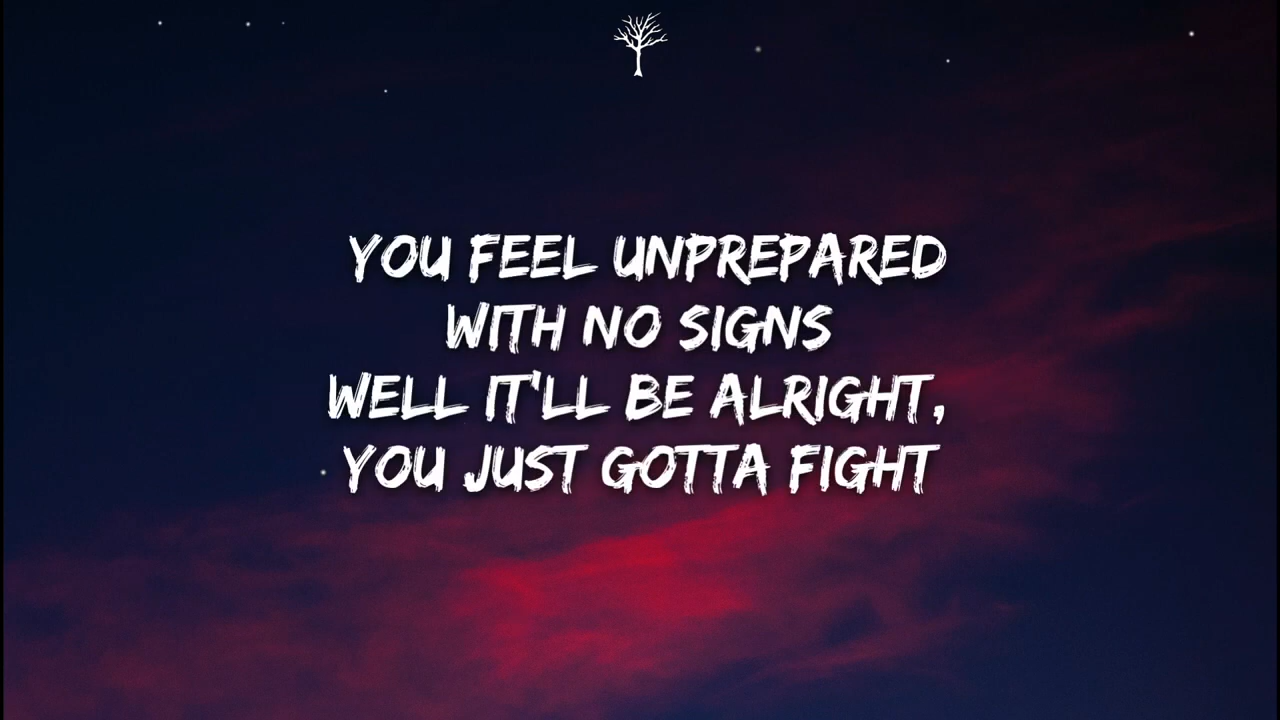 YOU FEEL UNPREPARED
WITH NO SIGNS
WELL IT'LL BE ALRIGHT,
YOU JUST GOTTA FIGHT